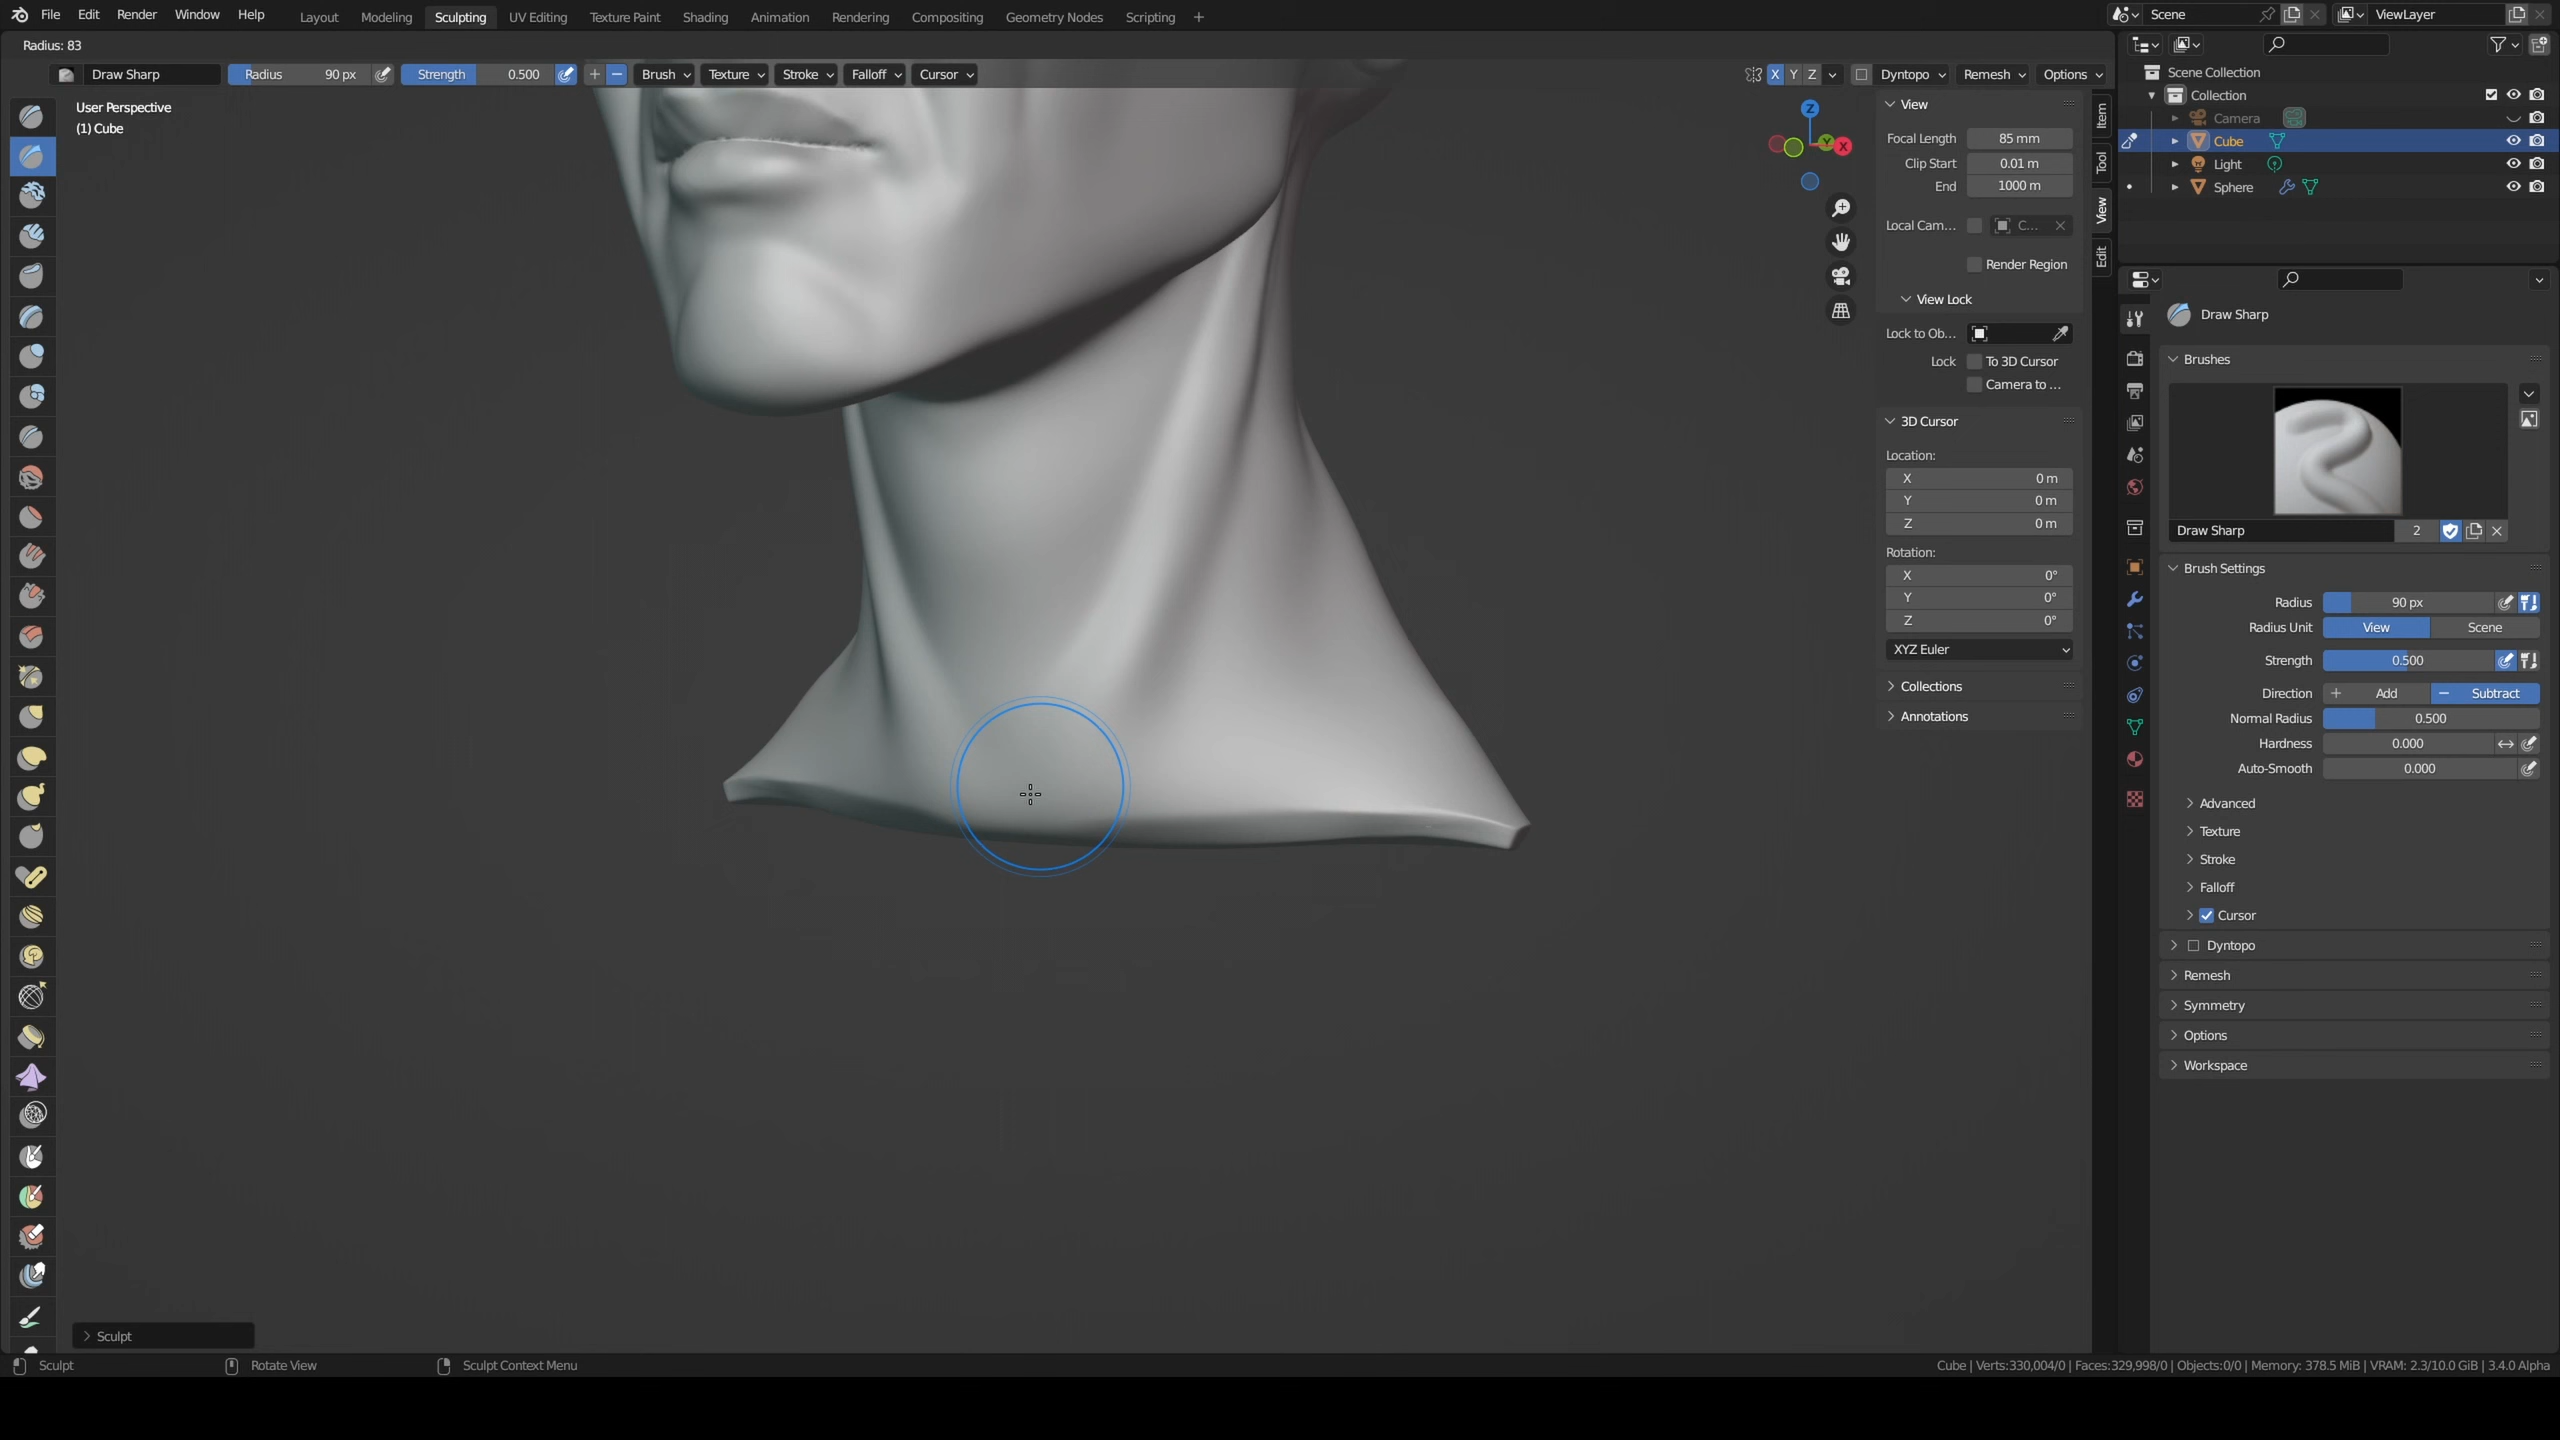 File Edit Render Window Help Layout Modeling Sculpting UV Editing Texture Paint Shading Animation Rendering Compositing Geometry Nodes Scripting + Scene ViewLayer
Radius: 83
Draw Sharp Radius 90 px Strength 0.500 Brush Texture Stroke Falloff Cursor X Y Z Dyntopo Remesh Options
User Perspective
(1) Cube
Z
Y
X
View
Focal Length 85 mm
Clip Start 0.01 m
End 1000 m
Local Cam... C...
Render Region
View Lock
Lock to Ob...
Lock To 3D Cursor
Camera to ...
3D Cursor
Location:
X 0 m
Y 0 m
Z 0 m
Rotation:
X 0°
Y 0°
Z 0°
XYZ Euler
Collections
Annotations
Item
Tool
View
Edit
Scene Collection
Collection
Camera
Cube
Light
Sphere
Draw Sharp
Brushes
Draw Sharp 2
Brush Settings
Radius 90 px
Radius Unit View Scene
Strength 0.500
Direction + Add − Subtract
Normal Radius 0.500
Hardness 0.000
Auto-Smooth 0.000
Advanced
Texture
Stroke
Falloff
Cursor
Dyntopo
Remesh
Symmetry
Options
Workspace
Sculpt
Sculpt Rotate View Sculpt Context Menu Cube | Verts:330,004/0 | Faces:329,998/0 | Objects:0/0 | Memory: 378.5 MiB | VRAM: 2.3/10.0 GiB | 3.4.0 Alpha